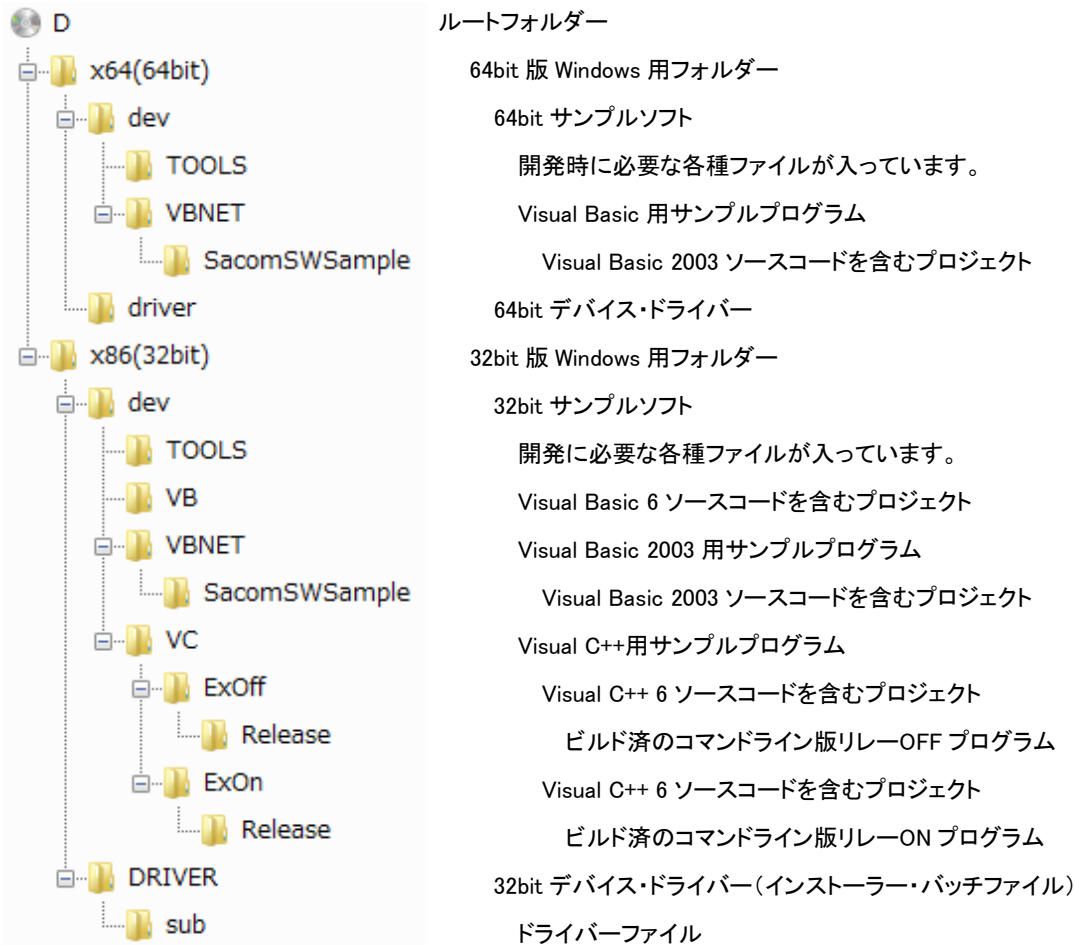 D ルートフォルダー
x64(64bit) 64bit 版 Windows 用フォルダー
dev 64bit サンプルソフト
TOOLS 開発時に必要な各種ファイルが入っています。
VBNET Visual Basic 用サンプルプログラム
SacomSWSample Visual Basic 2003 ソースコードを含むプロジェクト
driver 64bit デバイス・ドライバー
x86(32bit) 32bit 版 Windows 用フォルダー
dev 32bit サンプルソフト
TOOLS 開発に必要な各種ファイルが入っています。
VB Visual Basic 6 ソースコードを含むプロジェクト
VBNET Visual Basic 2003 用サンプルプログラム
SacomSWSample Visual Basic 2003 ソースコードを含むプロジェクト
VC Visual C++用サンプルプログラム
ExOff Visual C++ 6 ソースコードを含むプロジェクト
Release ビルド済のコマンドライン版リレーOFF プログラム
ExOn Visual C++ 6 ソースコードを含むプロジェクト
Release ビルド済のコマンドライン版リレーON プログラム
DRIVER 32bit デバイス・ドライバー（インストーラー・バッチファイル）
sub ドライバーファイル